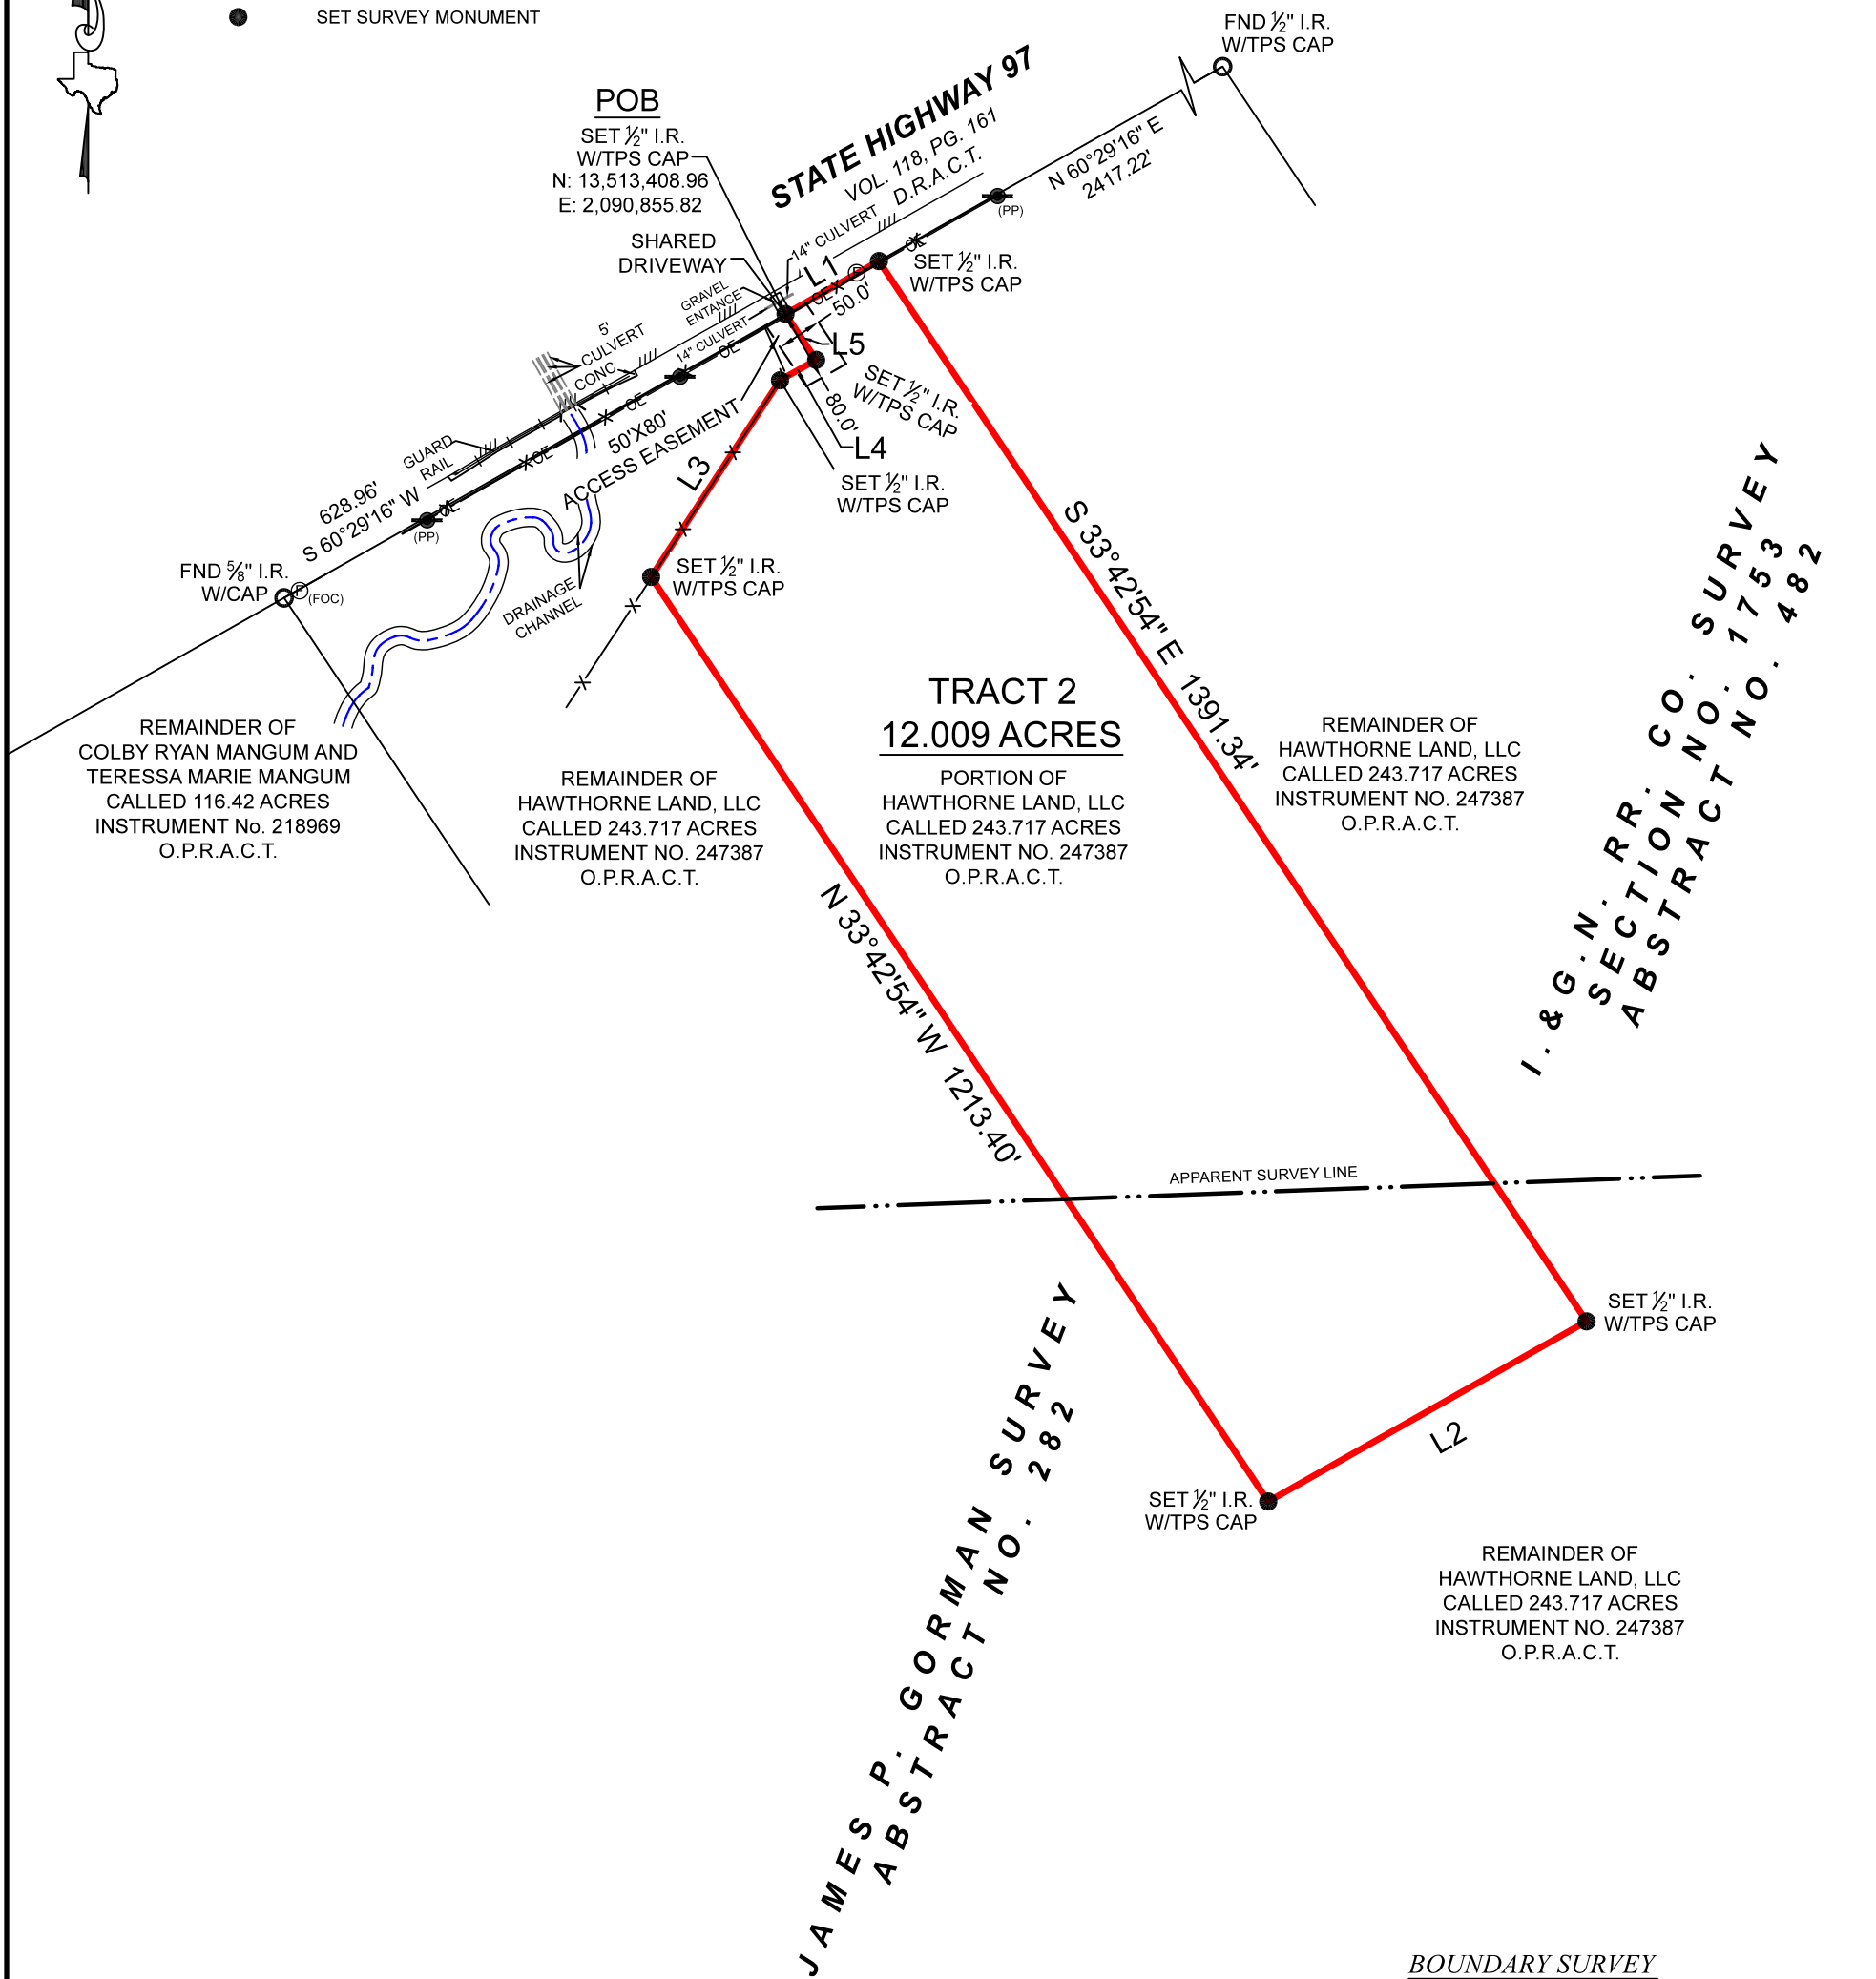 SET SURVEY MONUMENT
FND ½" I.R.
W/TPS CAP
POB
SET ½" I.R.
W/TPS CAP
N: 13,513,408.96
E: 2,090,855.82
STATE HIGHWAY 97
VOL. 118, PG. 161
D.R.A.C.T.
N 60°29'16" E
2417.22'
(PP)
SHARED
DRIVEWAY
14" CULVERT
L1
OE
SET ½" I.R.
W/TPS CAP
GRAVEL
ENTANCE
OE
50.0'
14" CULVERT
OE
L5
5'
CULVERT
CONC
SET ½" I.R.
W/TPS CAP
OE
50'X80'
ACCESS EASEMENT
80.0'
L4
GUARD
RAIL
OE
L3
SET ½" I.R.
W/TPS CAP
628.96'
S 60°29'16" W
OE
(PP)
FND ⅝" I.R.
W/CAP
(FOC)
SET ½" I.R.
W/TPS CAP
DRAINAGE
CHANNEL
S 33°42'54" E 1391.34'
I. & G. N. RR. CO. SURVEY
SECTION NO. 1753
ABSTRACT NO. 482
TRACT 2
12.009 ACRES
PORTION OF
HAWTHORNE LAND, LLC
CALLED 243.717 ACRES
INSTRUMENT NO. 247387
O.P.R.A.C.T.
REMAINDER OF
COLBY RYAN MANGUM AND
TERESSA MARIE MANGUM
CALLED 116.42 ACRES
INSTRUMENT No. 218969
O.P.R.A.C.T.
REMAINDER OF
HAWTHORNE LAND, LLC
CALLED 243.717 ACRES
INSTRUMENT NO. 247387
O.P.R.A.C.T.
REMAINDER OF
HAWTHORNE LAND, LLC
CALLED 243.717 ACRES
INSTRUMENT NO. 247387
O.P.R.A.C.T.
N 33°42'54" W 1213.40'
APPARENT SURVEY LINE
SET ½" I.R.
W/TPS CAP
L2
SET ½" I.R.
W/TPS CAP
JAMES P. GORMAN SURVEY
ABSTRACT NO. 282
REMAINDER OF
HAWTHORNE LAND, LLC
CALLED 243.717 ACRES
INSTRUMENT NO. 247387
O.P.R.A.C.T.
BOUNDARY SURVEY